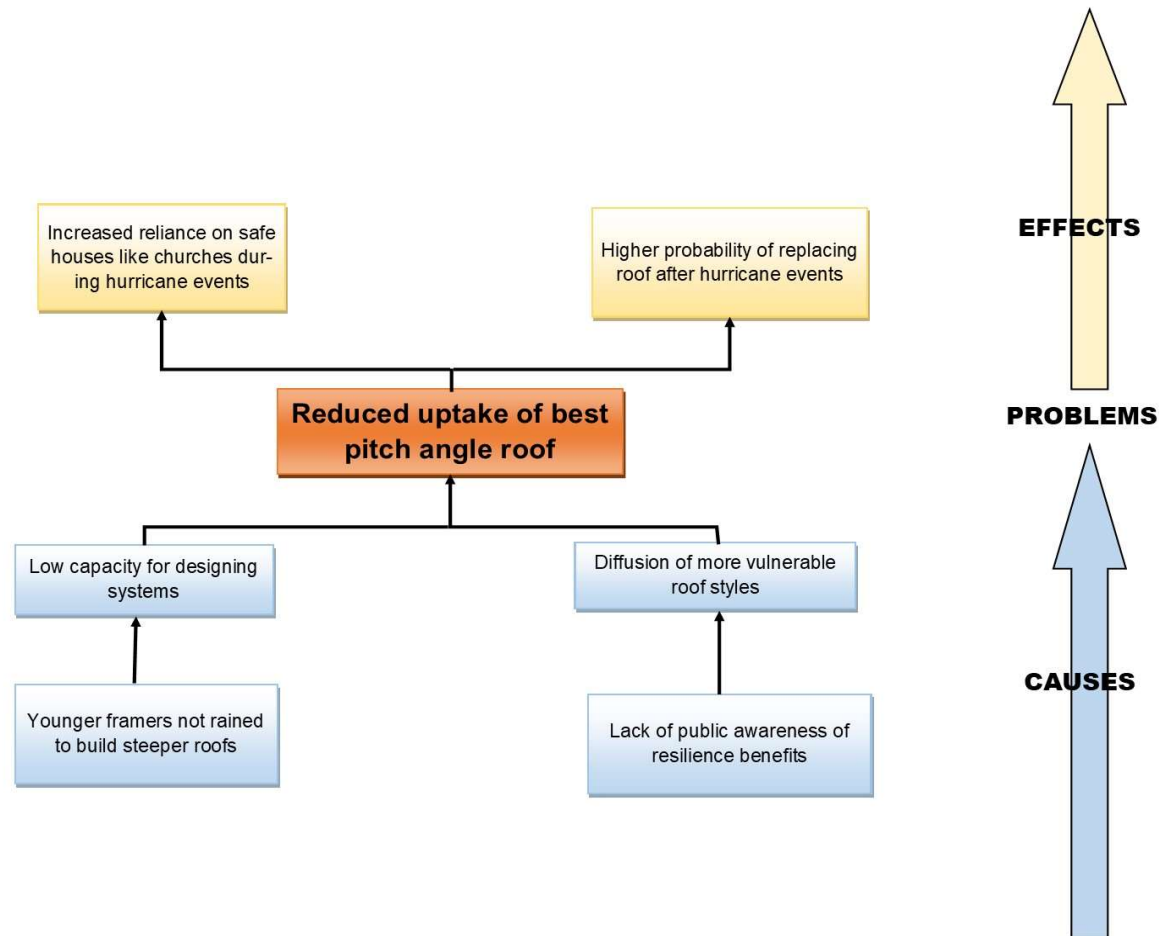 Increased reliance on safe
houses like churches dur-
ing hurricane events
Higher probability of replacing
roof after hurricane events
EFFECTS
Reduced uptake of best
pitch angle roof
PROBLEMS
Low capacity for designing
systems
Diffusion of more vulnerable
roof styles
Younger framers not rained
to build steeper roofs
Lack of public awareness of
resilience benefits
CAUSES